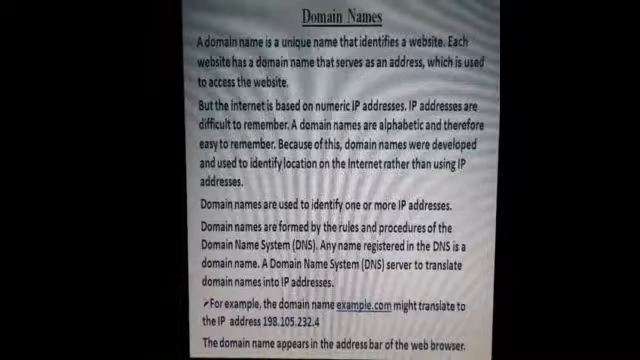 Domain Names
A domain name is a unique name that identifies a website. Each
website has a domain name that serves as an address, which is used
to access the website.
But the internet is based on numeric IP addresses. IP addresses are
difficult to remember. A domain names are alphabetic and therefore
easy to remember. Because of this, domain names were developed
and used to identify location on the Internet rather than using IP
addresses.
Domain names are used to identify one or more IP addresses.
Domain names are formed by the rules and procedures of the
Domain Name System (DNS). Any name registered in the DNS is a
domain name. A Domain Name System (DNS) server to translate
domain names into IP addresses.
➢For example, the domain name example.com might translate to
the IP address 198.105.232.4
The domain name appears in the address bar of the web browser.